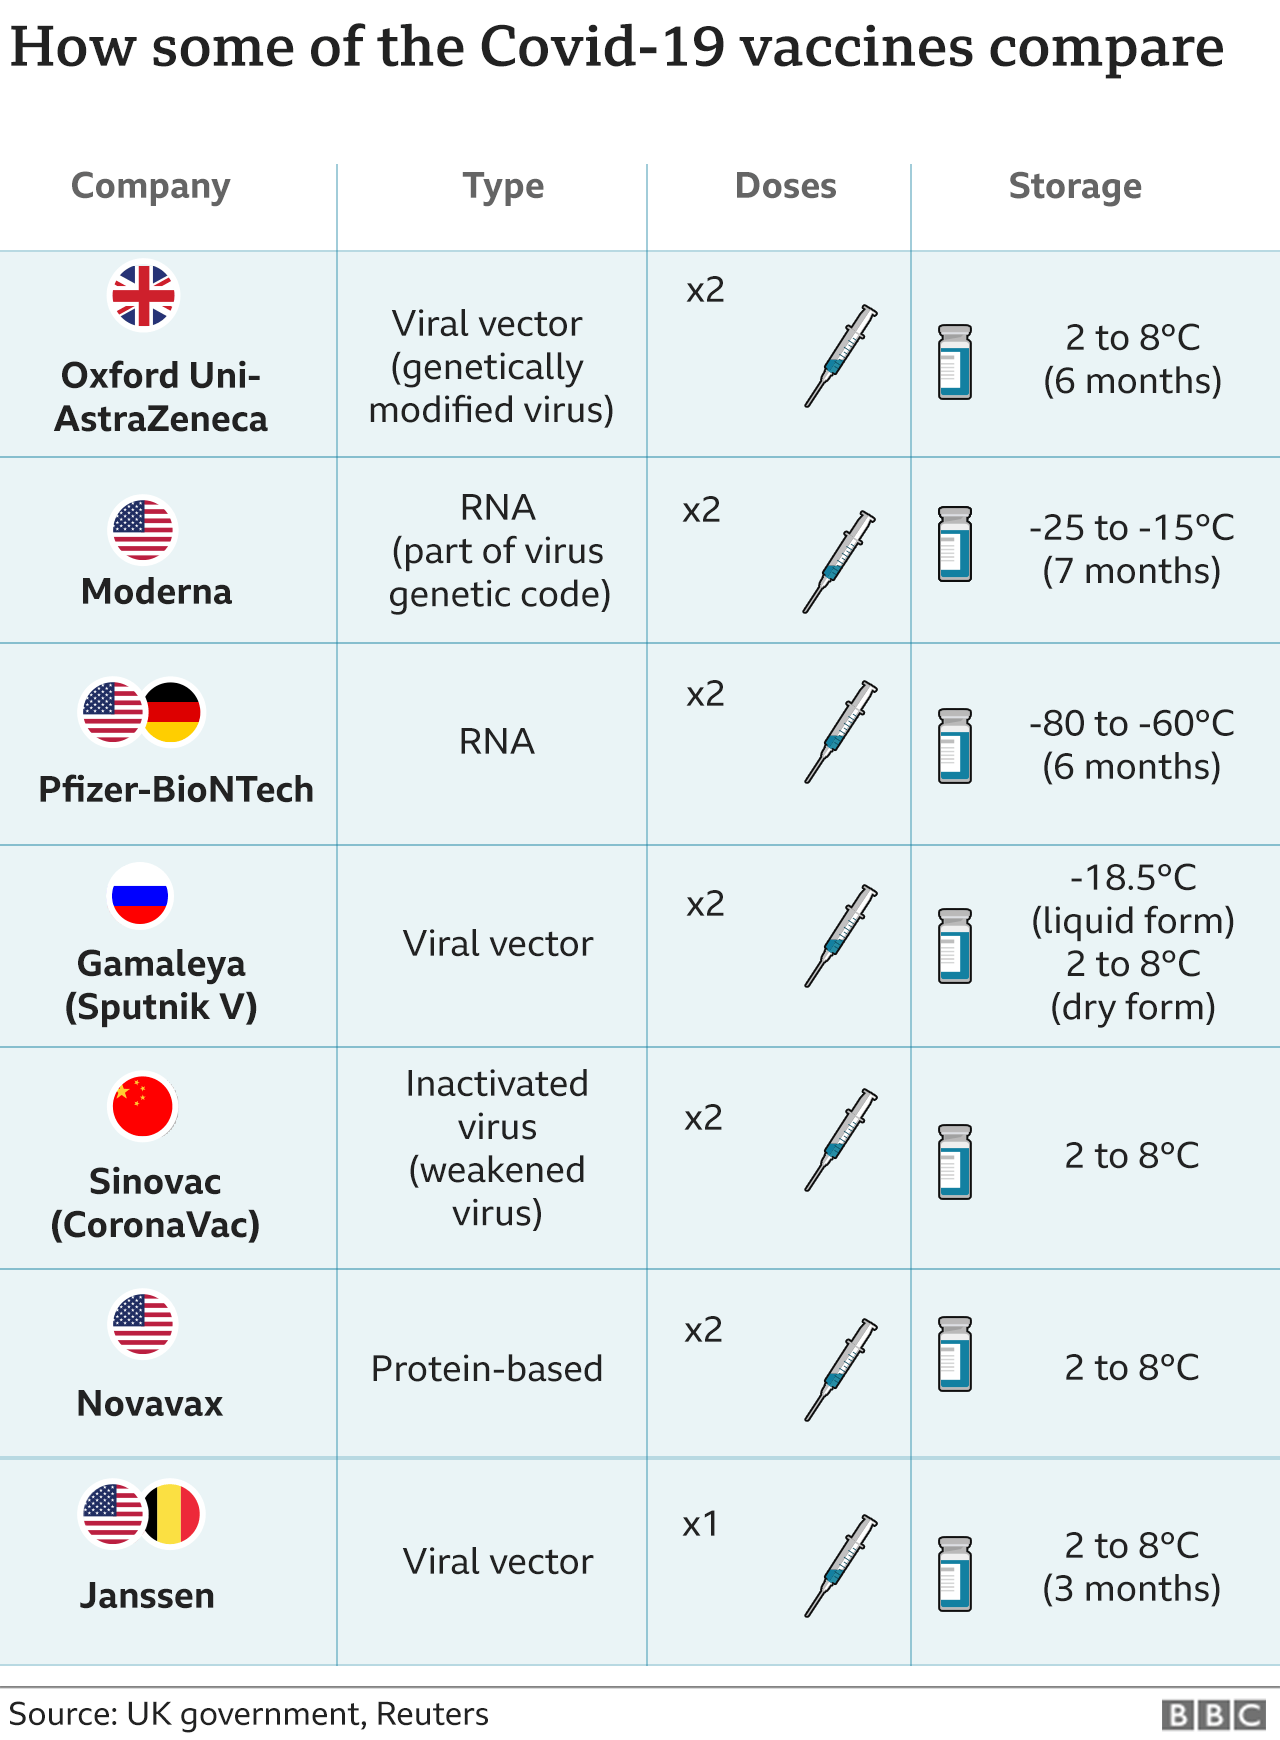 How some of the Covid-19 vaccines compare
Company Type Doses Storage
Oxford Uni-
AstraZeneca
Viral vector
(genetically
modified virus)
x2
2 to 8°C
(6 months)
Moderna
RNA
(part of virus
genetic code)
x2
-25 to -15°C
(7 months)
Pfizer-BioNTech
RNA
x2
-80 to -60°C
(6 months)
Gamaleya
(Sputnik V)
Viral vector
x2
-18.5°C
(liquid form)
2 to 8°C
(dry form)
Sinovac
(CoronaVac)
Inactivated
virus
(weakened
virus)
x2
2 to 8°C
Novavax
Protein-based
x2
2 to 8°C
Janssen
Viral vector
x1
2 to 8°C
(3 months)
Source: UK government, Reuters
BBC